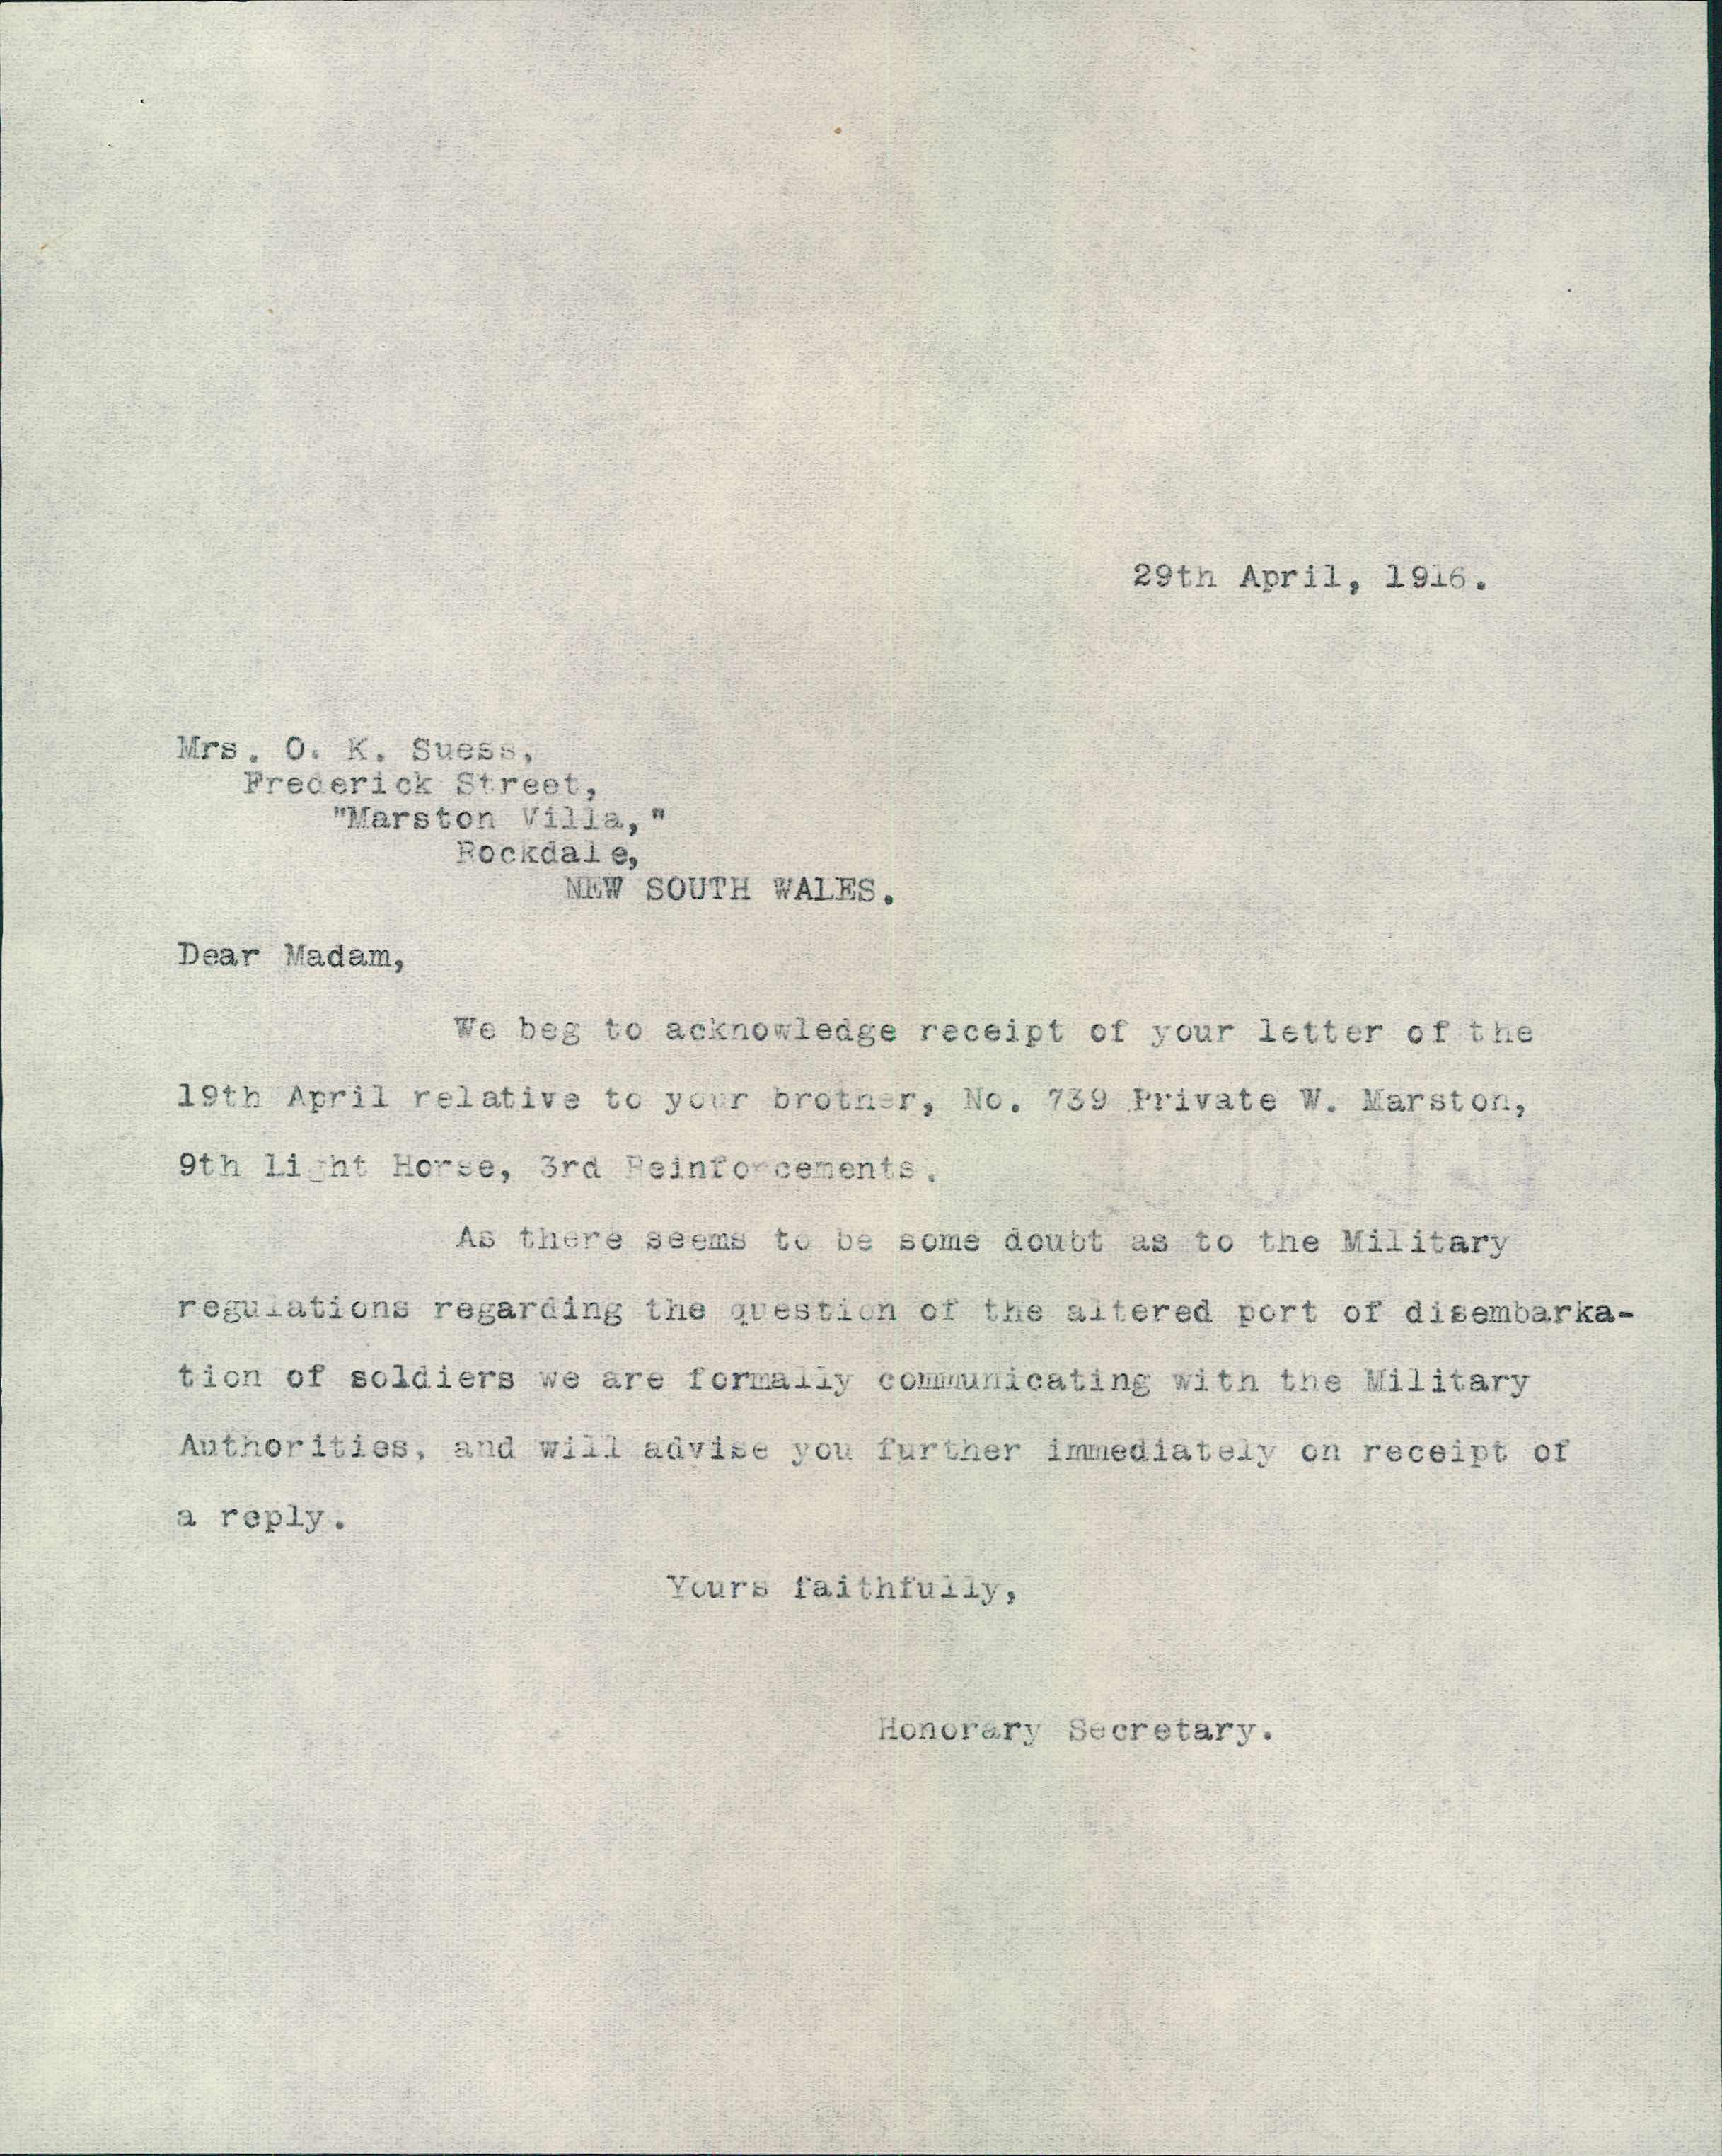 29th April, 1916.
Mrs. O. K. Suess,
Frederick Street,
"Marston Villa,"
Rockdale,
NEW SOUTH WALES.
Dear Madam,
We beg to acknowledge receipt of your letter of the
19th April relative to your brother, No. 739 Private W. Marston,
9th Light Horse, 3rd Reinforcements.
As there seems to be some doubt as to the Military
regulations regarding the question of the altered port of disembarka-
tion of soldiers we are formally communicating with the Military
Authorities, and will advise you further immediately on receipt of
a reply.
Yours faithfully,
Honorary Secretary.